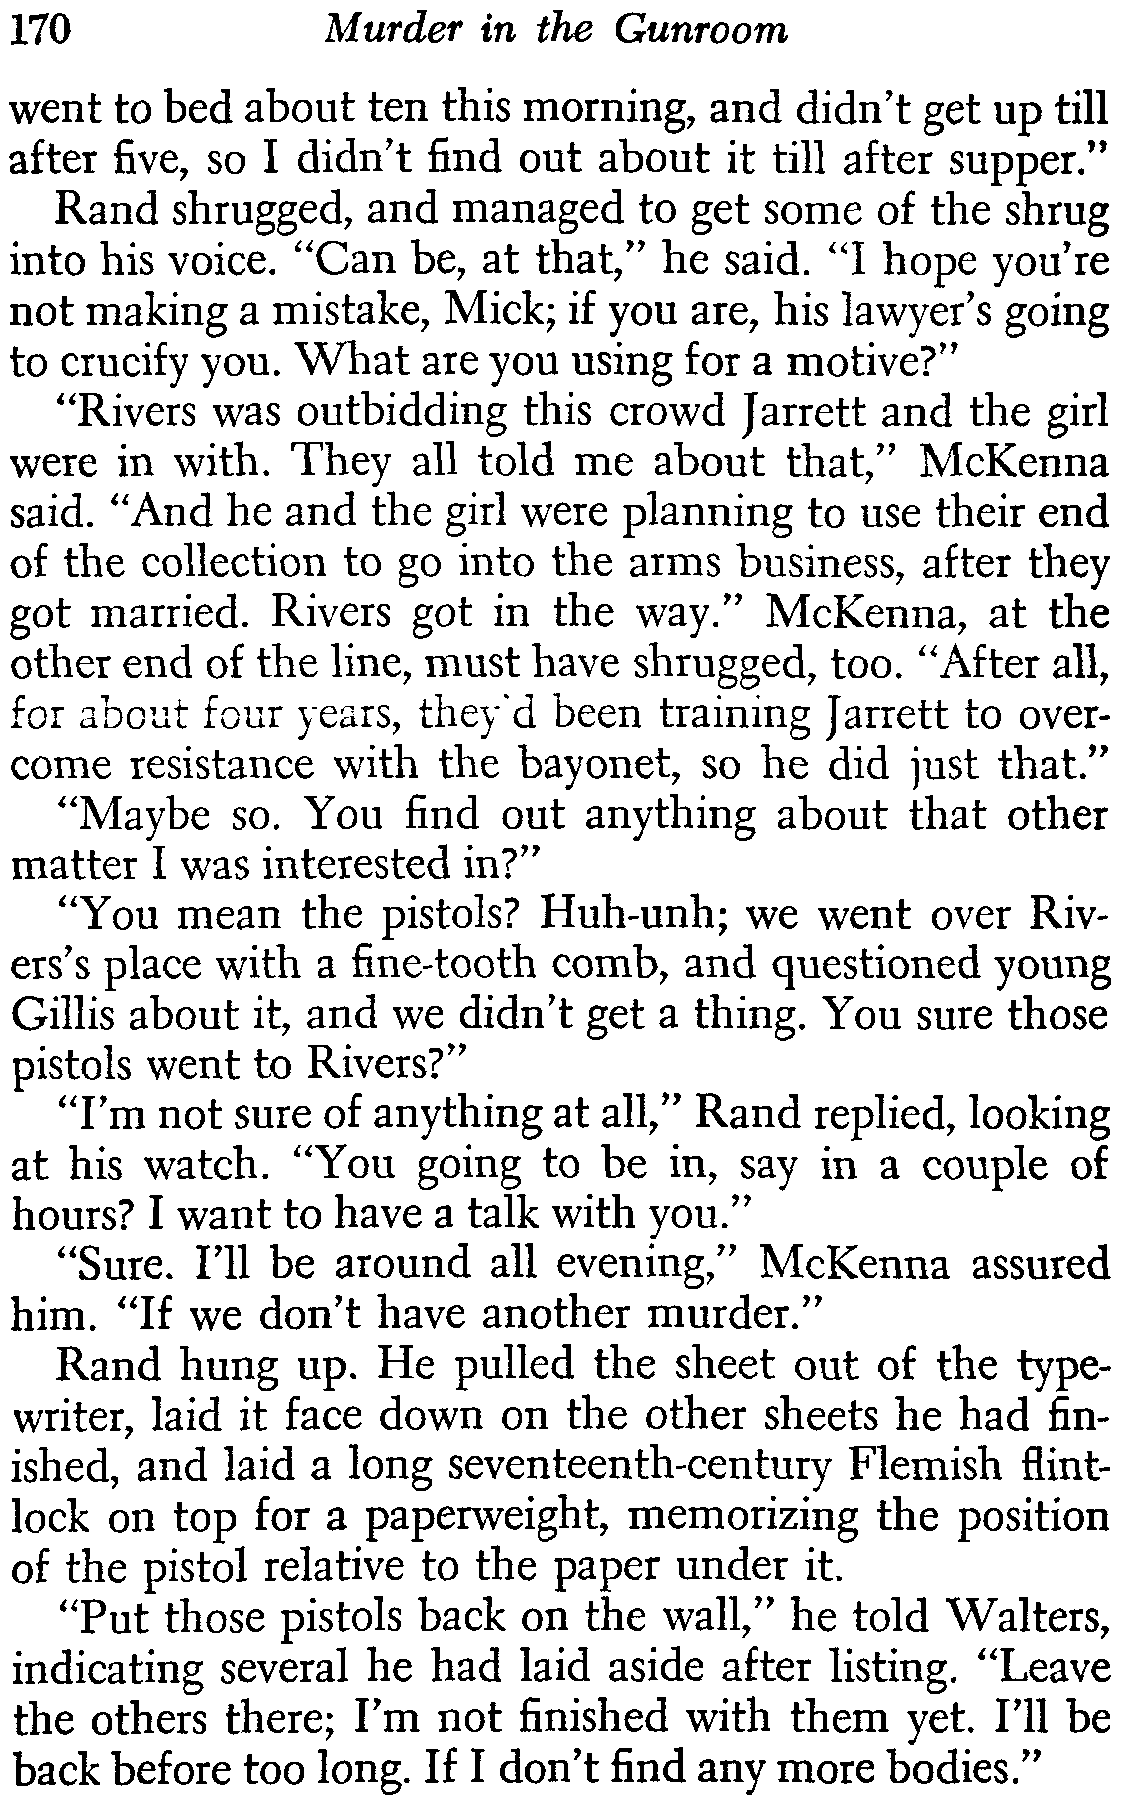 170 Murder in the Gunroom
went to bed about ten this morning, and didn't get up till
after five, so I didn't find out about it till after supper."
Rand shrugged, and managed to get some of the shrug
into his voice. "Can be, at that," he said. "I hope you're
not making a mistake, Mick; if you are, his lawyer's going
to crucify you. What are you using for a motive?"
"Rivers was outbidding this crowd Jarrett and the girl
were in with. They all told me about that," McKenna
said. "And he and the girl were planning to use their end
of the collection to go into the arms business, after they
got married. Rivers got in the way." McKenna, at the
other end of the line, must have shrugged, too. "After all,
for about four years, they'd been training Jarrett to over-
come resistance with the bayonet, so he did just that."
"Maybe so. You find out anything about that other
matter I was interested in?"
"You mean the pistols? Huh-unh; we went over Riv-
ers's place with a fine-tooth comb, and questioned young
Gillis about it, and we didn't get a thing. You sure those
pistols went to Rivers?"
"I'm not sure of anything at all," Rand replied, looking
at his watch. "You going to be in, say in a couple of
hours? I want to have a talk with you."
"Sure. I'll be around all evening," McKenna assured
him. "If we don't have another murder."
Rand hung up. He pulled the sheet out of the type-
writer, laid it face down on the other sheets he had fin-
ished, and laid a long seventeenth-century Flemish flint-
lock on top for a paperweight, memorizing the position
of the pistol relative to the paper under it.
"Put those pistols back on the wall," he told Walters,
indicating several he had laid aside after listing. "Leave
the others there; I'm not finished with them yet. I'll be
back before too long. If I don't find any more bodies."